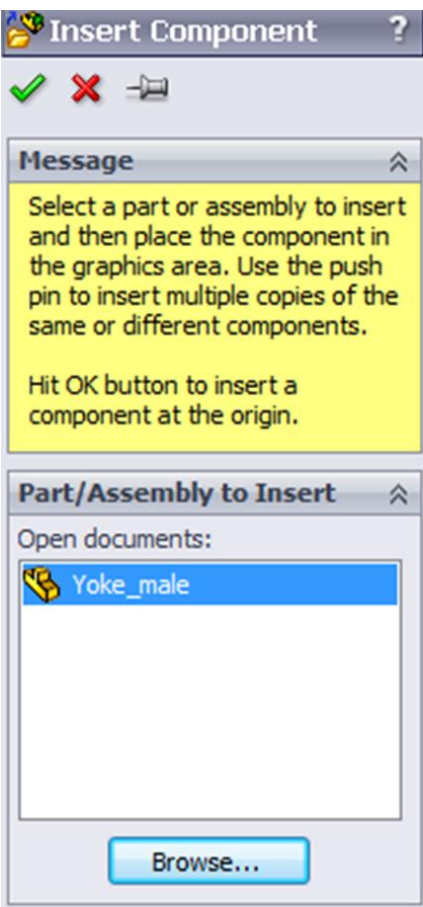 Insert Component ?
Message
Select a part or assembly to insert
and then place the component in
the graphics area. Use the push
pin to insert multiple copies of the
same or different components.
Hit OK button to insert a
component at the origin.
Part/Assembly to Insert
Open documents:
Yoke_male
Browse...